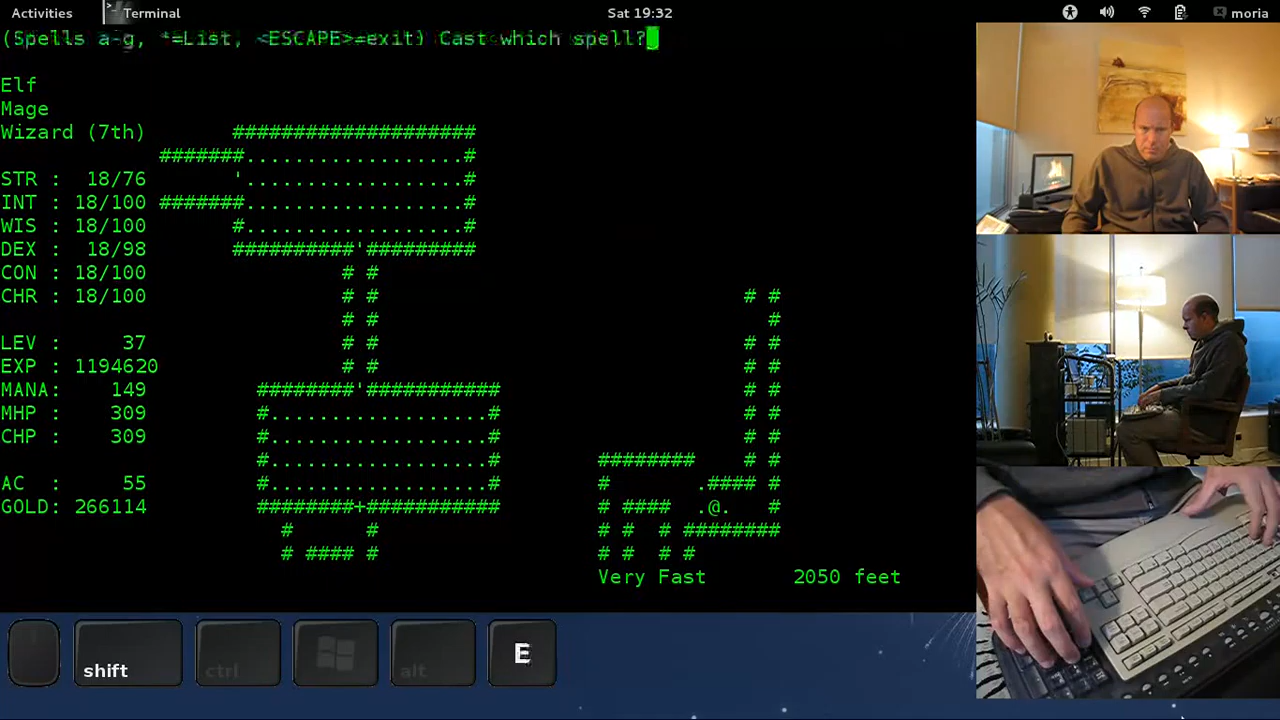 Activities Terminal Sat 19:32 moria
(Spells a-g, *=List, <ESCAPE>=exit) Cast which spell?
Elf
Mage
Wizard (7th) ####################
#######..................#
STR : 18/76 '..................#
INT : 18/100 #######..................#
WIS : 18/100 #..................#
DEX : 18/98 ##########'#########
CON : 18/100 # #
CHR : 18/100 # # # #
# # #
LEV : 37 # # # #
EXP : 1194620 # # # #
MANA: 149 ########'########### # #
MHP : 309 #..................# # #
CHP : 309 #..................# # #
#..................# ######## # #
AC : 55 #..................# # .#### #
GOLD: 266114 ########+########### # #### .@. #
# # # # # ########
# #### # # # # #
Very Fast 2050 feet
shift ctrl alt E